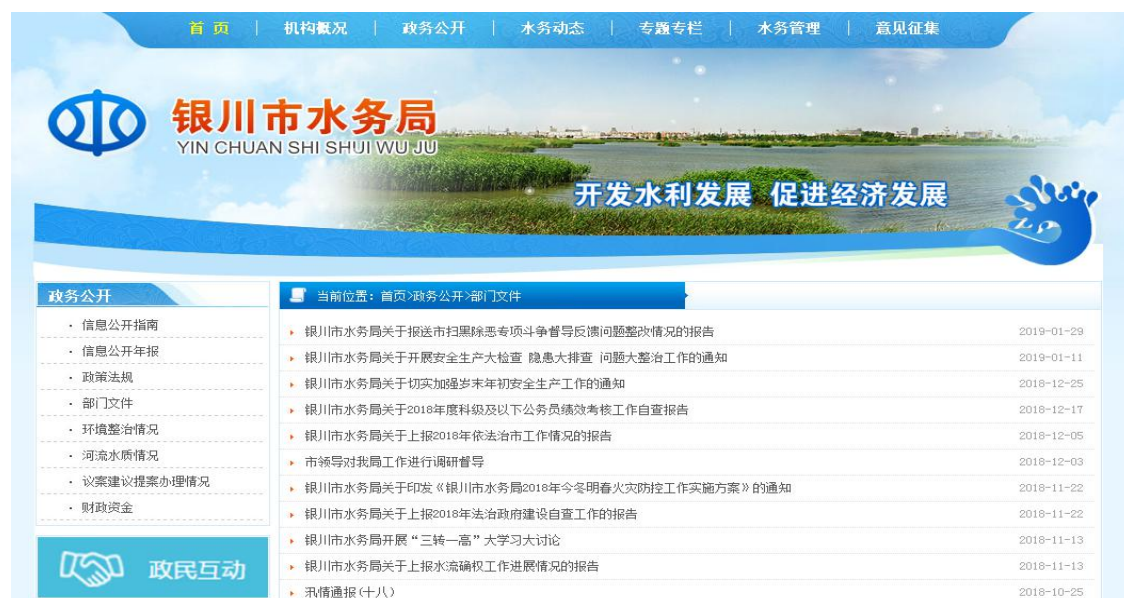 首 页 | 机构概况 | 政务公开 | 水务动态 | 专题专栏 | 水务管理 | 意见征集
银川市水务局
YIN CHUAN SHI SHUI WU JU
开发水利发展 促进经济发展
政务公开
· 信息公开指南
· 信息公开年报
· 政策法规
· 部门文件
· 环境整治情况
· 河流水质情况
· 议案建议提案办理情况
· 财政资金
政民互动
当前位置：首页>政务公开>部门文件
银川市水务局关于报送市扫黑除恶专项斗争督导反馈问题整改情况的报告 2019-01-29
银川市水务局关于开展安全生产大检查 隐患大排查 问题大整治工作的通知 2019-01-11
银川市水务局关于切实加强岁末年初安全生产工作的通知 2018-12-25
银川市水务局关于2018年度科级及以下公务员绩效考核工作自查报告 2018-12-17
银川市水务局关于上报2018年依法治市工作情况的报告 2018-12-05
市领导对我局工作进行调研督导 2018-12-03
银川市水务局关于印发《银川市水务局2018年今冬明春火灾防控工作实施方案》的通知 2018-11-22
银川市水务局关于上报2018年法治政府建设自查工作的报告 2018-11-22
银川市水务局开展“三转一高”大学习大讨论 2018-11-13
银川市水务局关于上报水流确权工作进展情况的报告 2018-11-13
汛情通报(十八) 2018-10-25